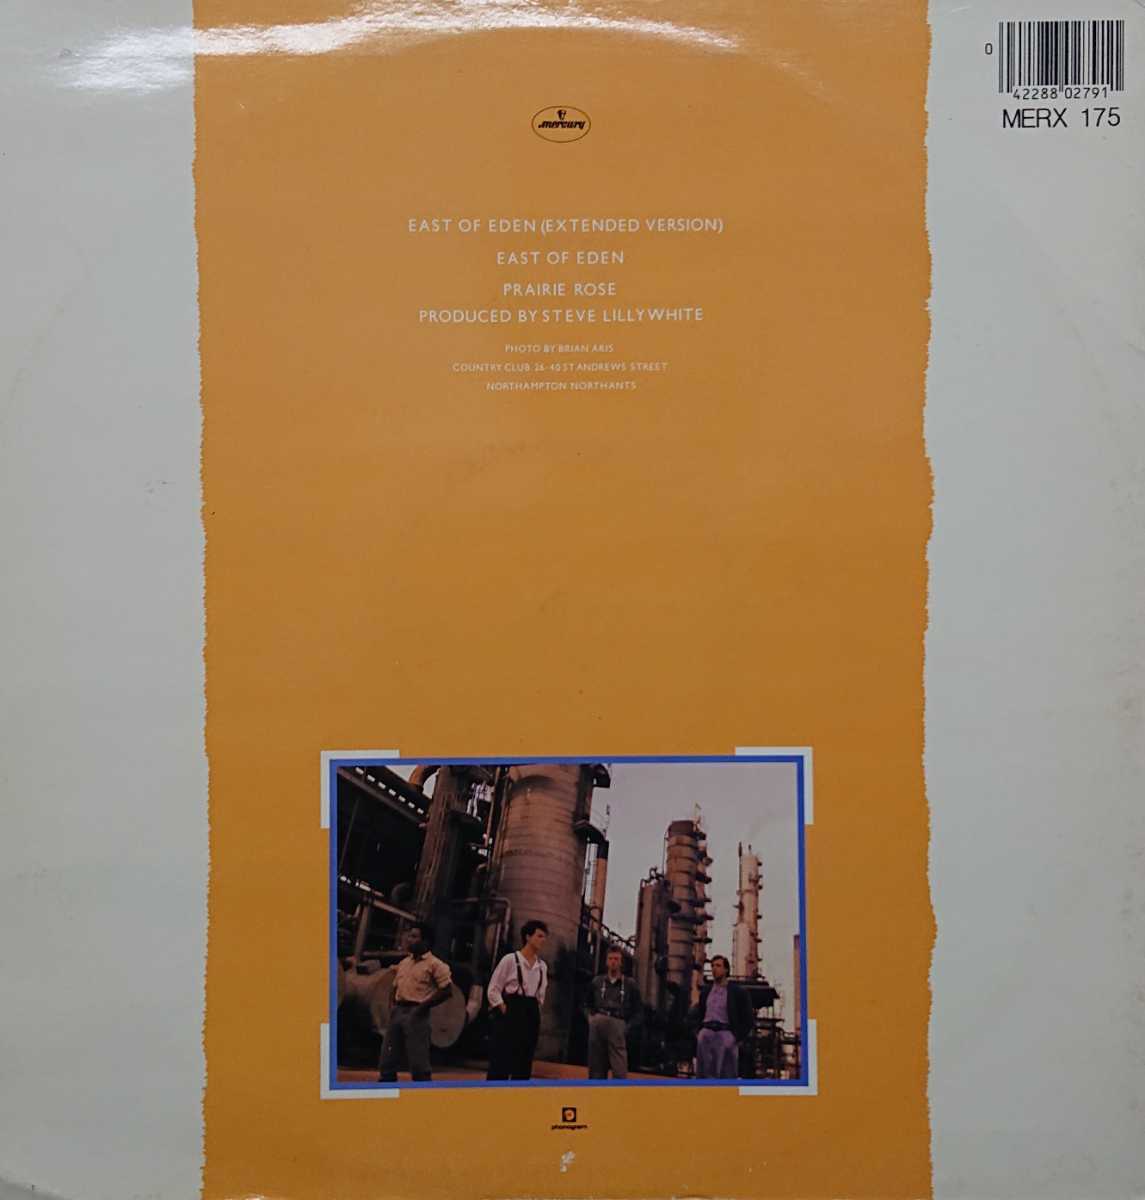 0
42288 02791
MERX 175
mercury
EAST OF EDEN (EXTENDED VERSION)
EAST OF EDEN
PRAIRIE ROSE
PRODUCED BY STEVE LILLYWHITE
PHOTO BY BRIAN ARIS
COUNTRY CLUB 26-40 ST ANDREWS STREET
NORTHAMPTON NORTHANTS
phonogram